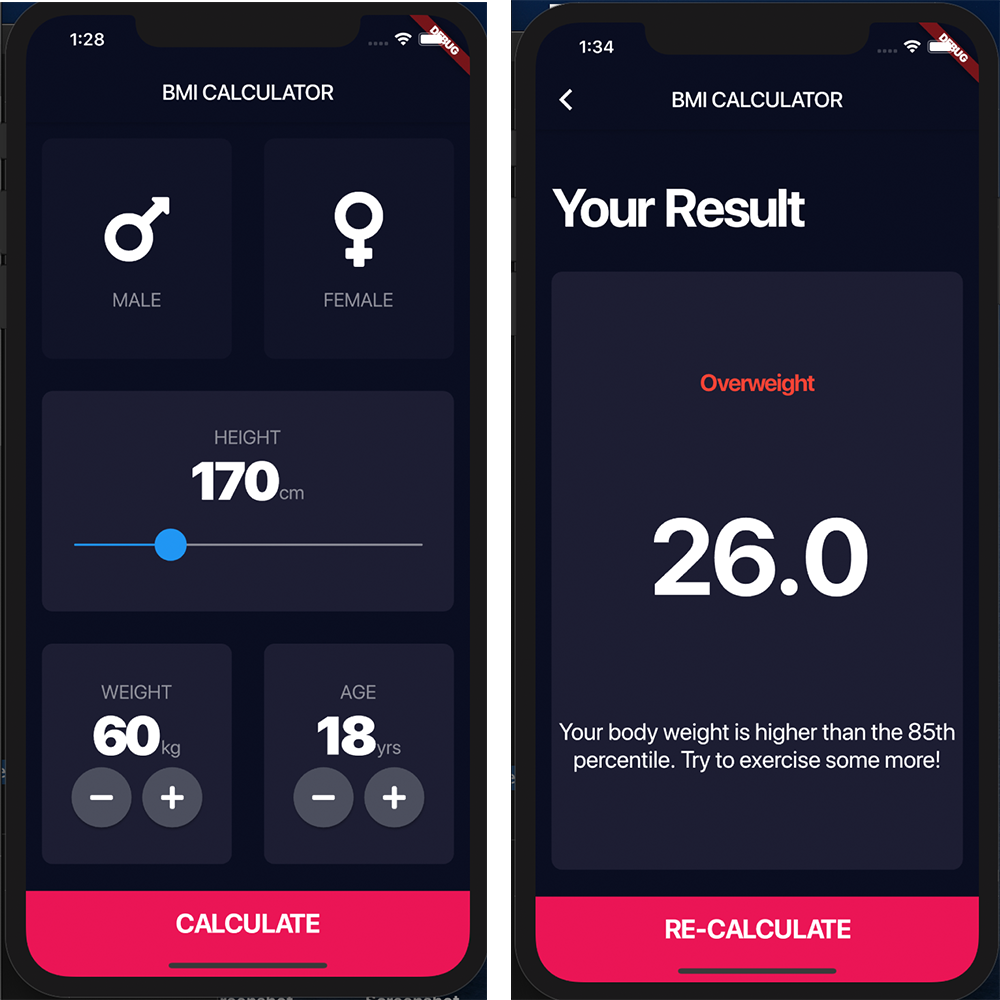 1:28
DEBUG
BMI CALCULATOR
MALE
FEMALE
HEIGHT
170cm
WEIGHT
60kg
AGE
18yrs
CALCULATE
1:34
DEBUG
BMI CALCULATOR
Your Result
Overweight
26.0
Your body weight is higher than the 85th
percentile. Try to exercise some more!
RE-CALCULATE